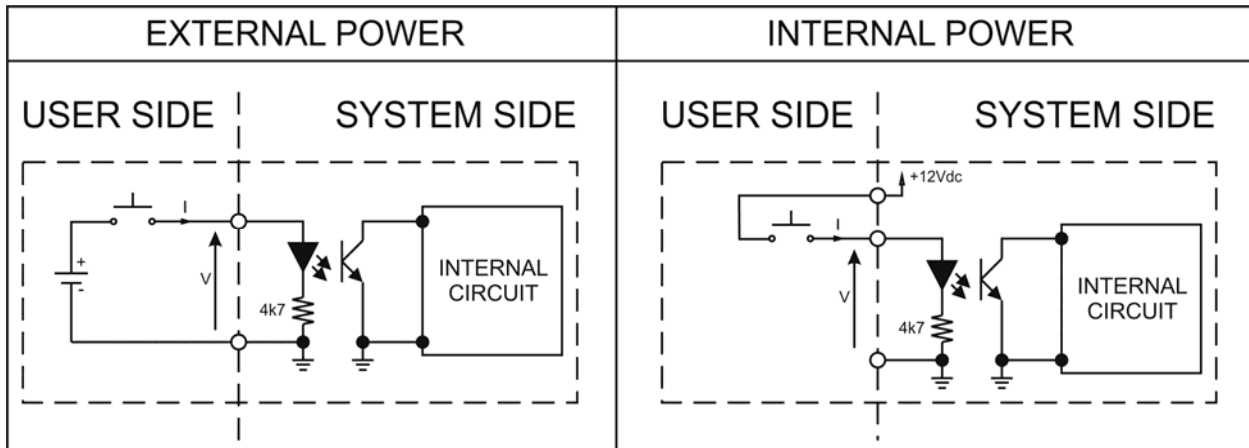 EXTERNAL POWER
USER SIDE
SYSTEM SIDE
I
+
-
V
4k7
INTERNAL
CIRCUIT
INTERNAL POWER
USER SIDE
SYSTEM SIDE
+12Vdc
I
V
4k7
INTERNAL
CIRCUIT